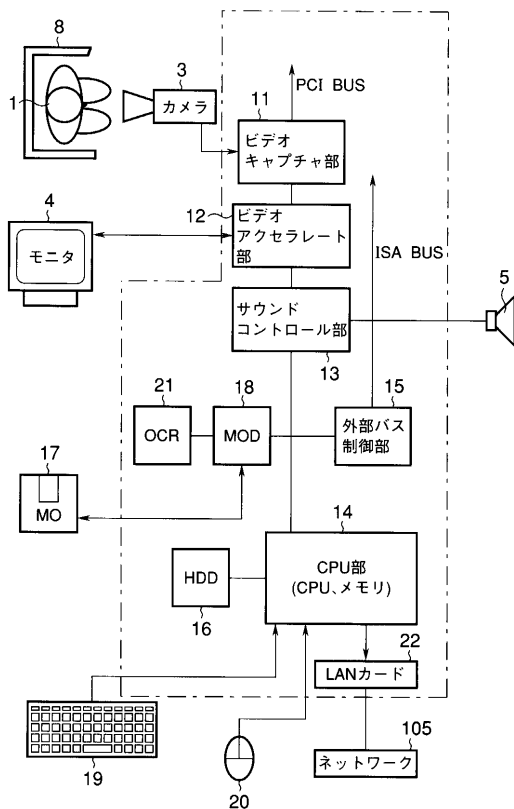 8
3
1
カメラ
PCI BUS
11
ビデオ
キャプチャ部
4
モニタ
12
ビデオ
アクセラレート
部
ISA BUS
5
サウンド
コントロール部
13
21
OCR
18
MOD
15
外部バス
制御部
17
MO
14
CPU部
(CPU、メモリ)
HDD
16
22
LANカード
19
20
105
ネットワーク